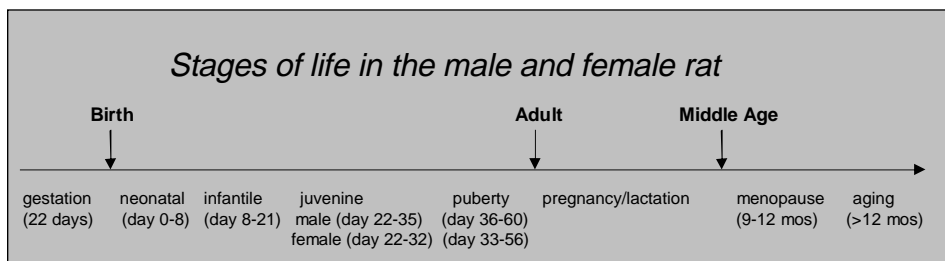 Stages of life in the male and female rat
Birth Adult Middle Age
gestation neonatal infantile juvenine puberty pregnancy/lactation menopause aging
(22 days) (day 0-8) (day 8-21) male (day 22-35) (day 36-60) (9-12 mos) (>12 mos)
female (day 22-32) (day 33-56)